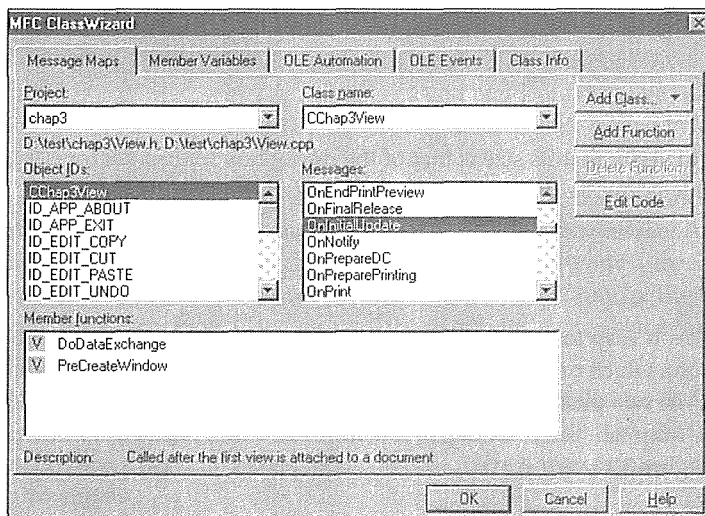 MFC ClassWizard
Message Maps Member Variables OLE Automation OLE Events Class Info
Project: Class name:
chap3 CChap3View
Add Class...
Add Function
D:\test\chap3\View.h, D:\test\chap3\View.cpp
Object IDs: Messages:
Delete Function
CChap3View OnEndPrintPreview
ID_APP_ABOUT OnFinalRelease
Edit Code
ID_APP_EXIT OnInitialUpdate
ID_EDIT_COPY OnNotify
ID_EDIT_CUT OnPrepareDC
ID_EDIT_PASTE OnPreparePrinting
ID_EDIT_UNDO OnPrint
Member functions:
V DoDataExchange
V PreCreateWindow
Description: Called after the first view is attached to a document
OK Cancel Help